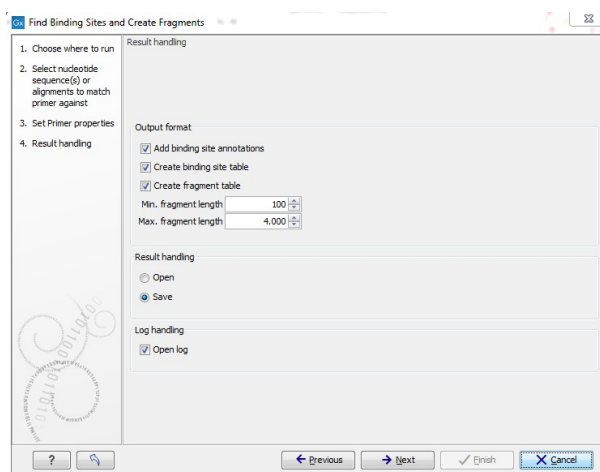 Gx Find Binding Sites and Create Fragments
1. Choose where to run
2. Select nucleotide
sequence(s) or
alignments to match
primer against
3. Set Primer properties
4. Result handling
Result handling
Output format
Add binding site annotations
Create binding site table
Create fragment table
Min. fragment length 100
Max. fragment length 4.000
Result handling
Open
Save
Log handling
Open log
? Previous Next Finish Cancel